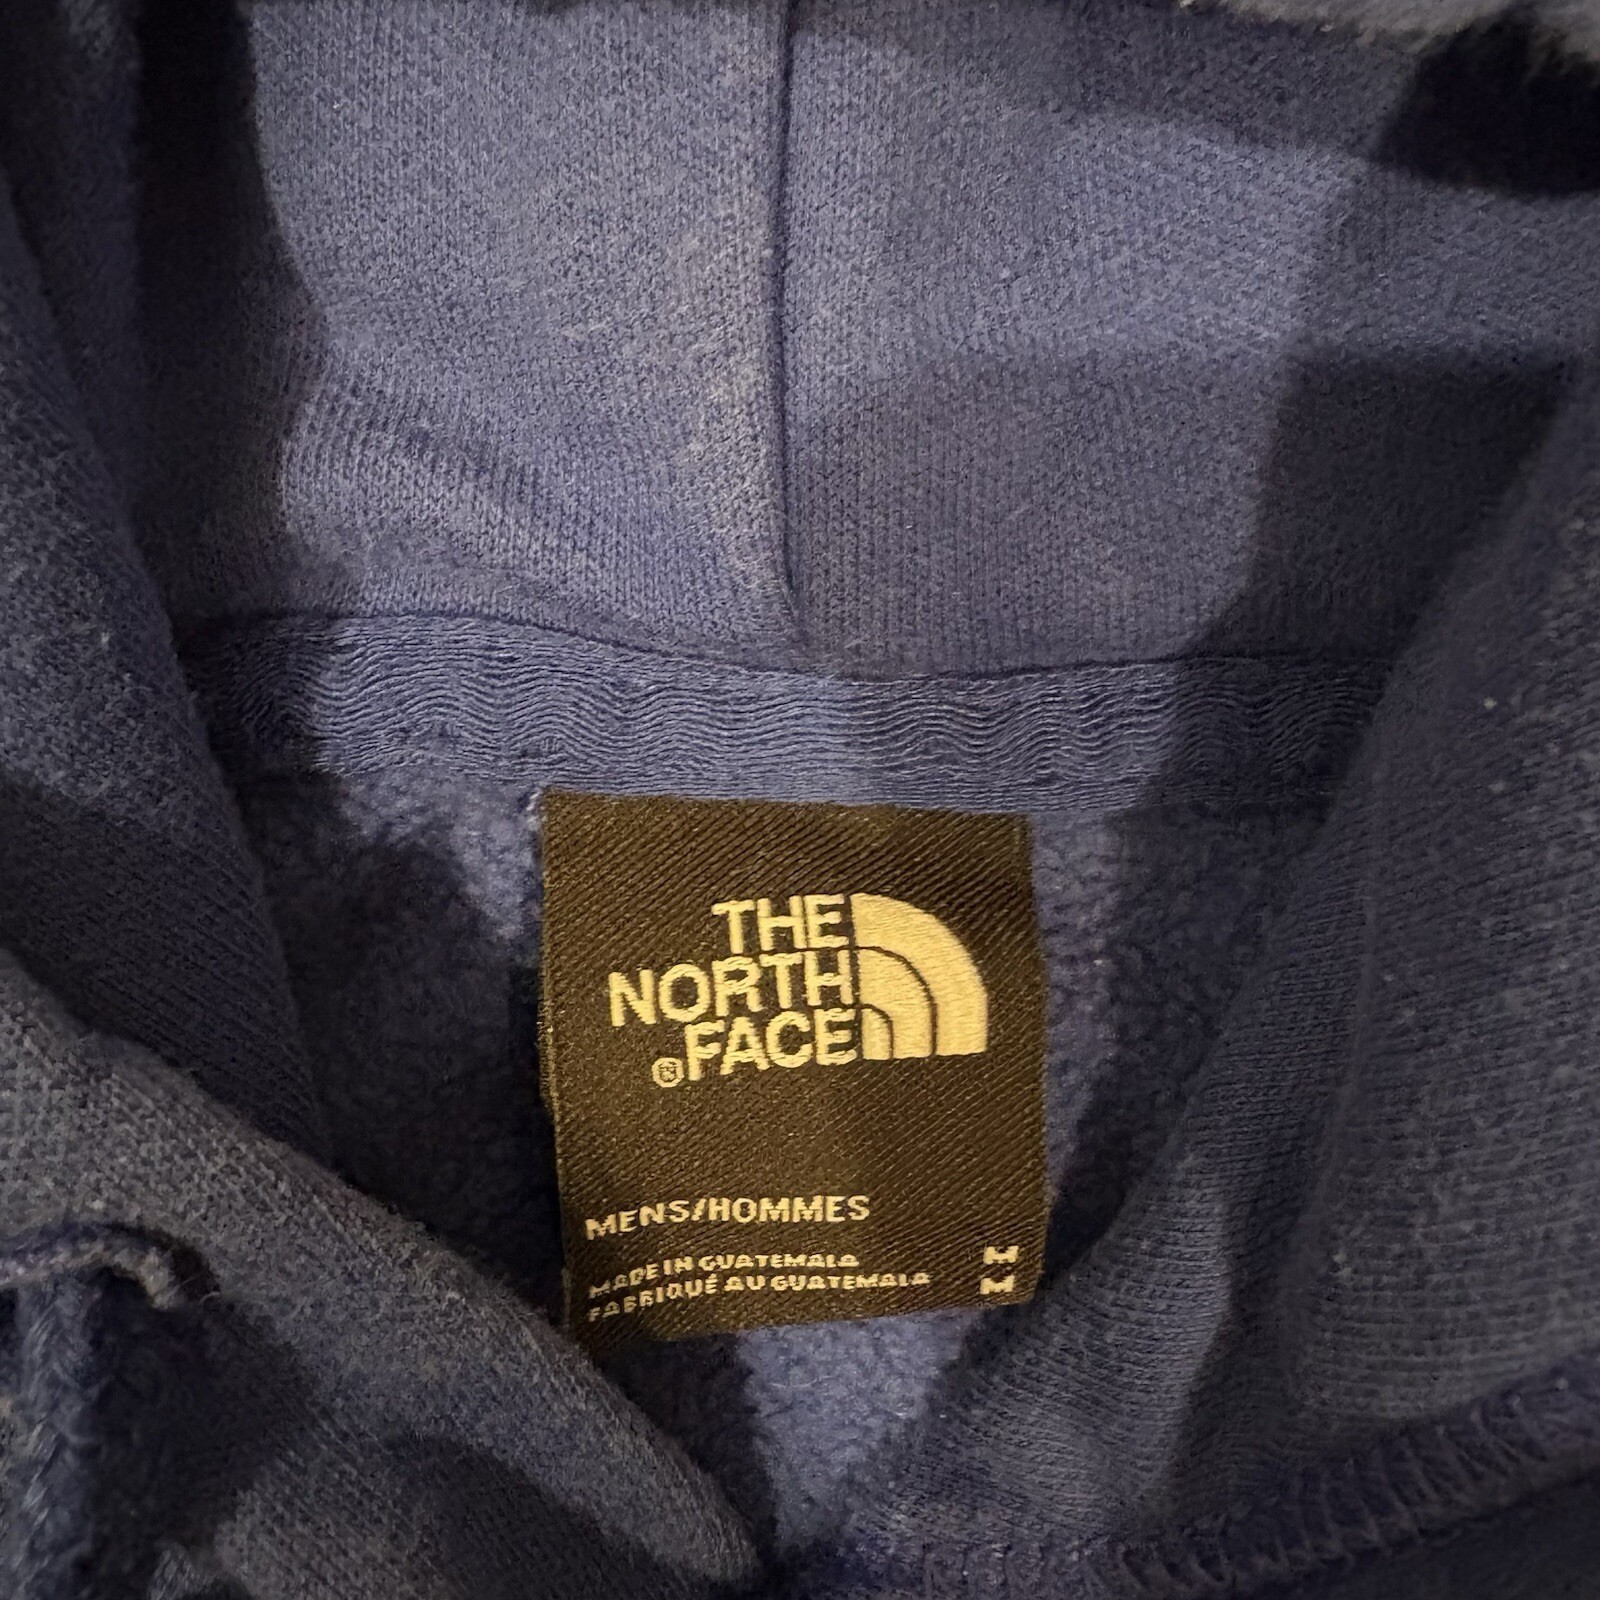 THE
NORTH
FACE
®
MENS/HOMMES
MADE IN GUATEMALA M
FABRIQUÉ AU GUATEMALA M